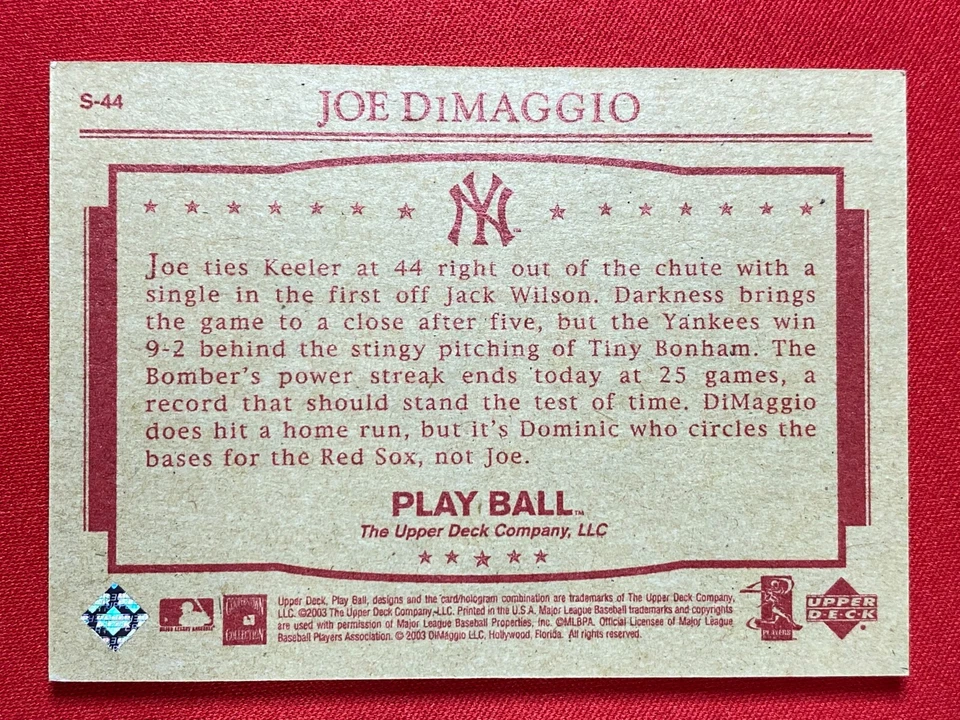 S-44
JOE DiMAGGIO
NY
Joe ties Keeler at 44 right out of the chute with a
single in the first off Jack Wilson. Darkness brings
the game to a close after five, but the Yankees win
9-2 behind the stingy pitching of Tiny Bonham. The
Bomber's power streak ends today at 25 games, a
record that should stand the test of time. DiMaggio
does hit a home run, but it's Dominic who circles the
bases for the Red Sox, not Joe.
PLAY BALL™
The Upper Deck Company, LLC
MAJOR LEAGUE BASEBALL
COOPERSTOWN
COLLECTION
Upper Deck, Play Ball, designs and the card/hologram combination are trademarks of The Upper Deck Company,
LLC. ©2003 The Upper Deck Company, LLC. Printed in the U.S.A. Major League Baseball trademarks and copyrights
are used with permission of Major League Baseball Properties, Inc. ©MLBPA. Official Licensee of Major League
Baseball Players Association. © 2003 DiMaggio LLC, Hollywood, Florida. All rights reserved.
PLAYERS
UPPER
DECK